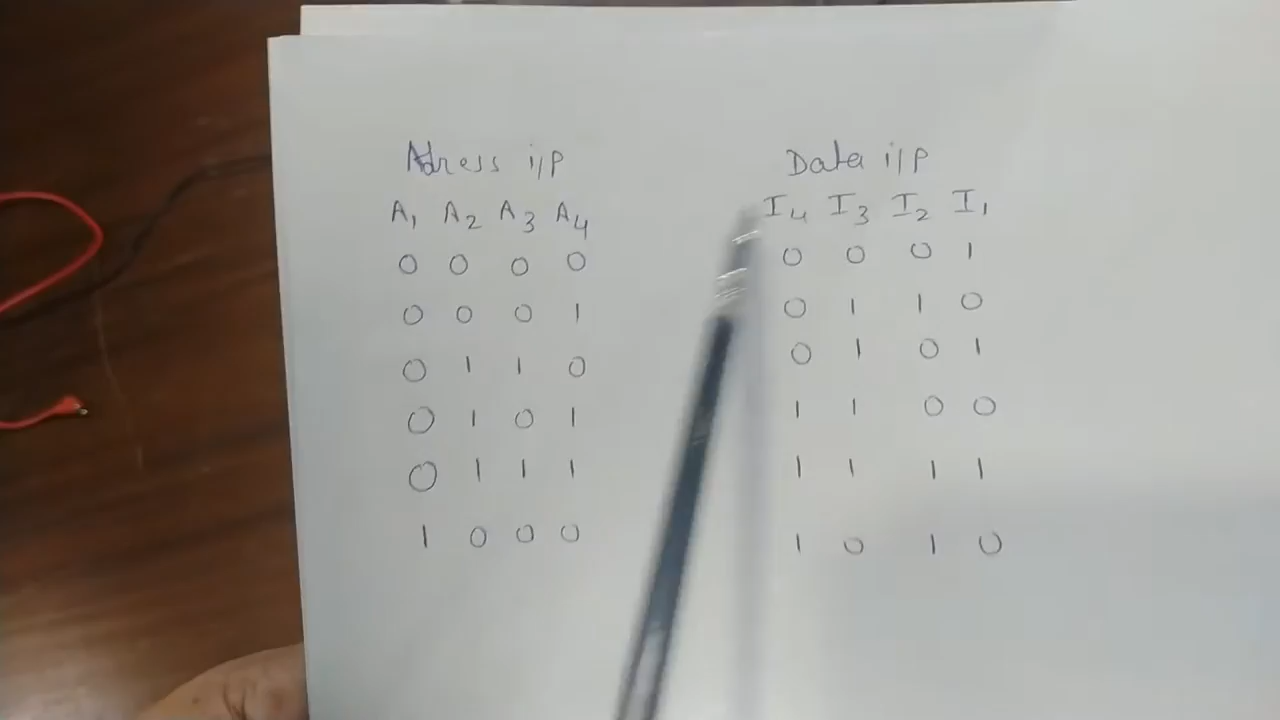 Adress i/p Data i/p
A1 A2 A3 A4 I4 I3 I2 I1
0 0 0 0 0 0 0 1
0 0 0 1 0 1 1 0
0 1 1 0 0 1 0 1
0 1 0 1 1 1 0 0
0 1 1 1 1 1 1 1
1 0 0 0 1 0 1 0